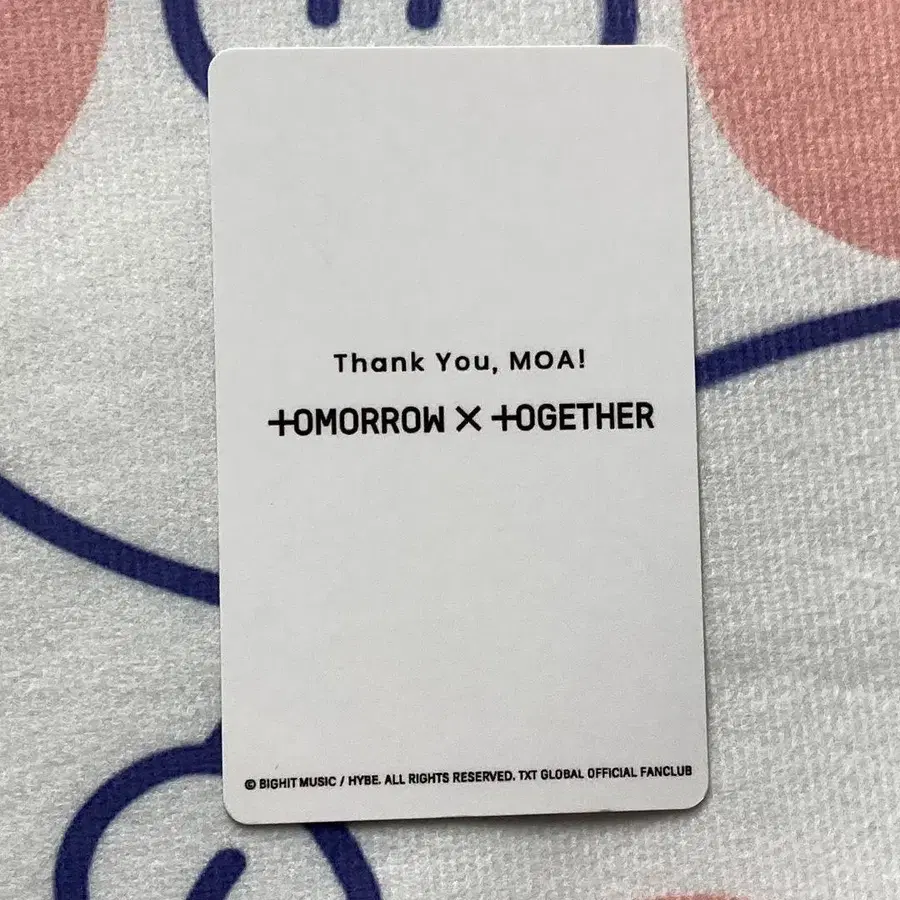 Thank You, MOA!
TOMORROW X TOGETHER
© BIGHIT MUSIC / HYBE. ALL RIGHTS RESERVED. TXT GLOBAL OFFICIAL FANCLUB